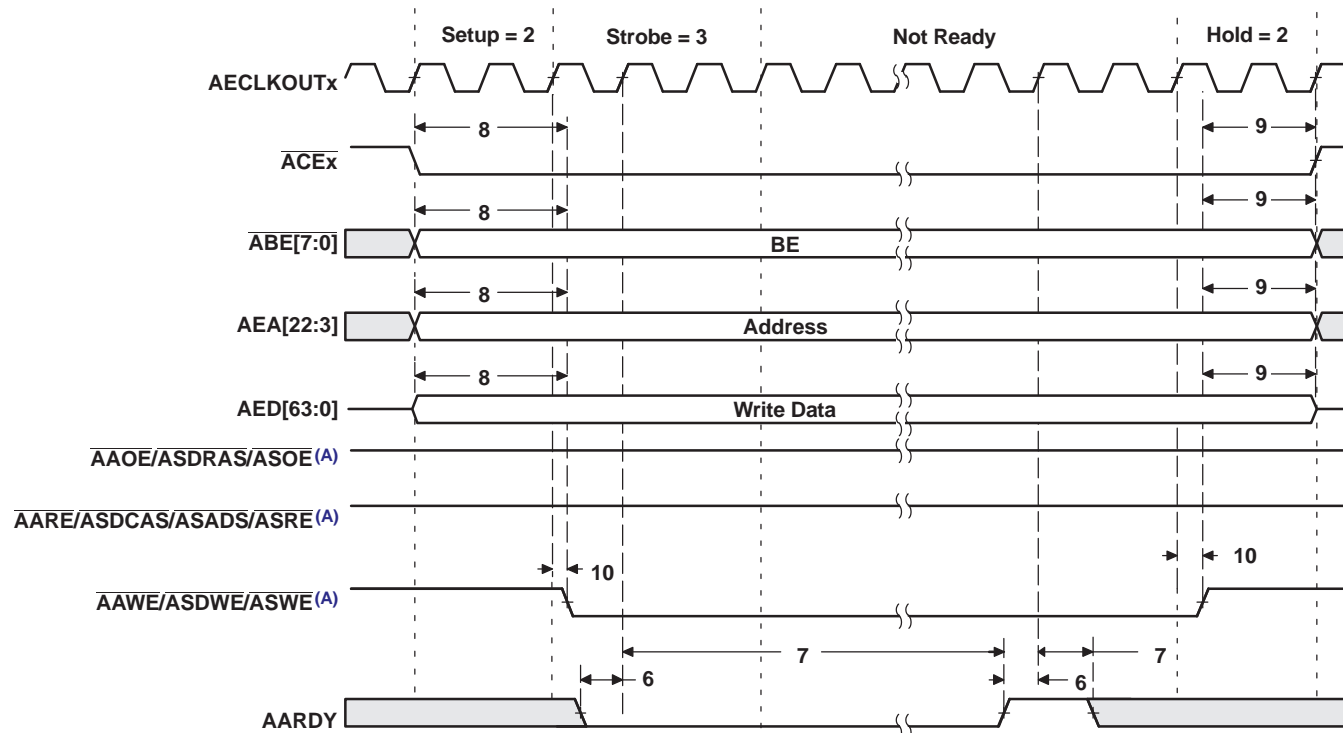 Setup = 2 Strobe = 3 Not Ready Hold = 2
AECLKOUTx
8 9
ACEx
8 9
ABE[7:0] BE
8 9
AEA[22:3] Address
8 9
AED[63:0] Write Data
AAOE/ASDRAS/ASOE(A)
AARE/ASDCAS/ASADS/ASRE(A)
10 10
AAWE/ASDWE/ASWE(A)
7 7
6 6
AARDY